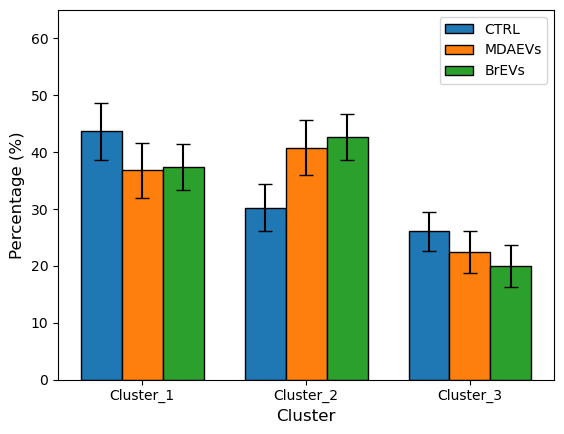 CTRL
MDAEVs
BrEVs
Percentage (%)
60
50
40
30
20
10
0
Cluster_1 Cluster_2 Cluster_3
Cluster